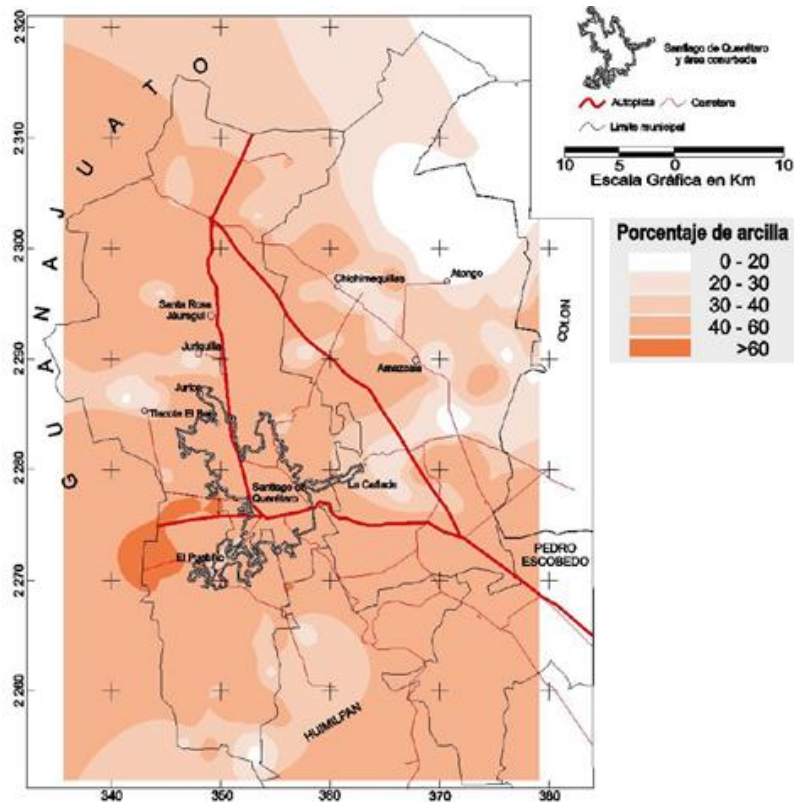 Santiago de Querétaro
y área conurbada
Autopista
Carretera
Límite municipal
10 5 0 10
Escala Gráfica en Km
Porcentaje de arcilla
0 - 20
20 - 30
30 - 40
40 - 60
>60
2 320
2 310
2 300
2 290
2 280
2 270
2 260
340 350 360 370 380
GUANAJUATO
Chichimequillas
Atongo
Santa Rosa
Jáuregui
Juriquilla
Amazcala
COLON
Jurica
Tlacote El Bajo
Santiago de
Querétaro
La Cañada
El Pueblito
PEDRO
ESCOBEDO
HUIMILPAN